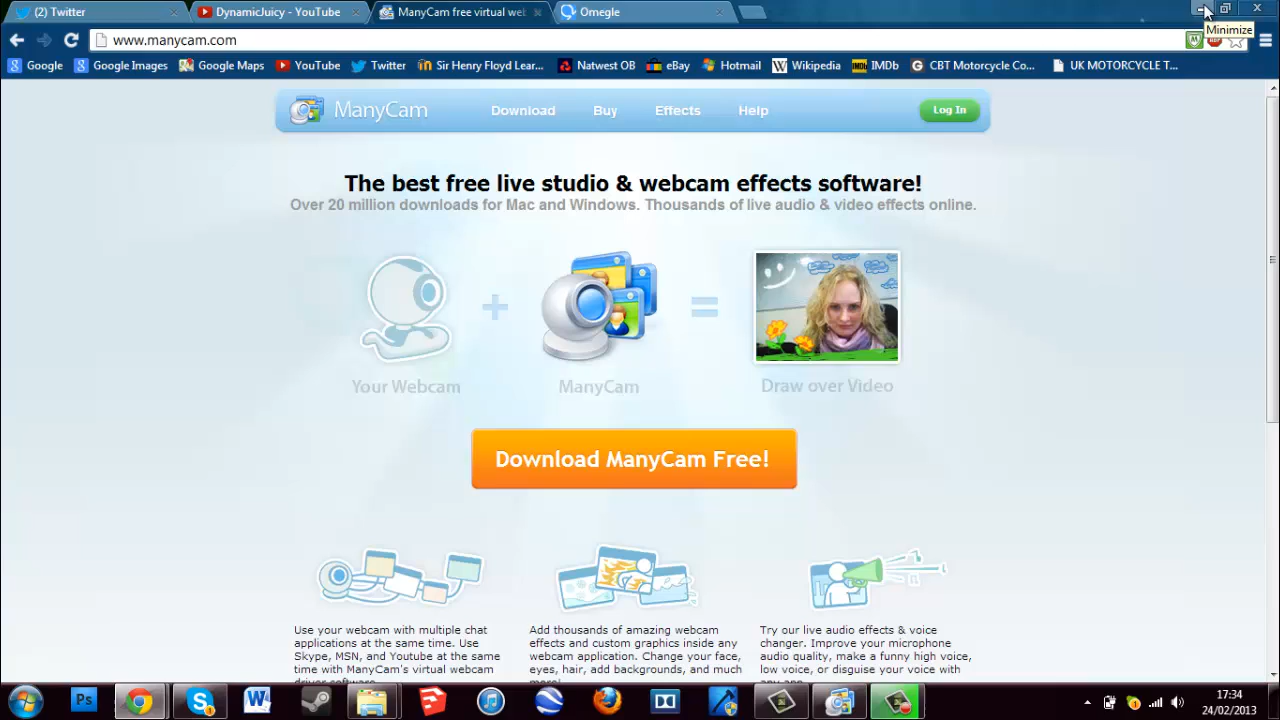 (2) Twitter
DynamicJuicy - YouTube
ManyCam free virtual web
Omegle
www.manycam.com
Minimize
Google
Google Images
Google Maps
YouTube
Twitter
Sir Henry Floyd Lear...
Natwest OB
eBay
Hotmail
Wikipedia
IMDb
CBT Motorcycle Co...
UK MOTORCYCLE T...
ManyCam
Download
Buy
Effects
Help
Log In
The best free live studio & webcam effects software!
Over 20 million downloads for Mac and Windows. Thousands of live audio & video effects online.
Your Webcam
ManyCam
Draw over Video
Download ManyCam Free!
Use your webcam with multiple chat
applications at the same time. Use
Skype, MSN, and Youtube at the same
time with ManyCam's virtual webcam
driver software.
Add thousands of amazing webcam
effects and custom graphics inside any
webcam application. Change your face,
eyes, hair, add backgrounds, and much
more!
Try our live audio effects & voice
changer. Improve your microphone
audio quality, make a funny high voice,
low voice, or disguise your voice with
any app.
Ps
17:34
24/02/2013